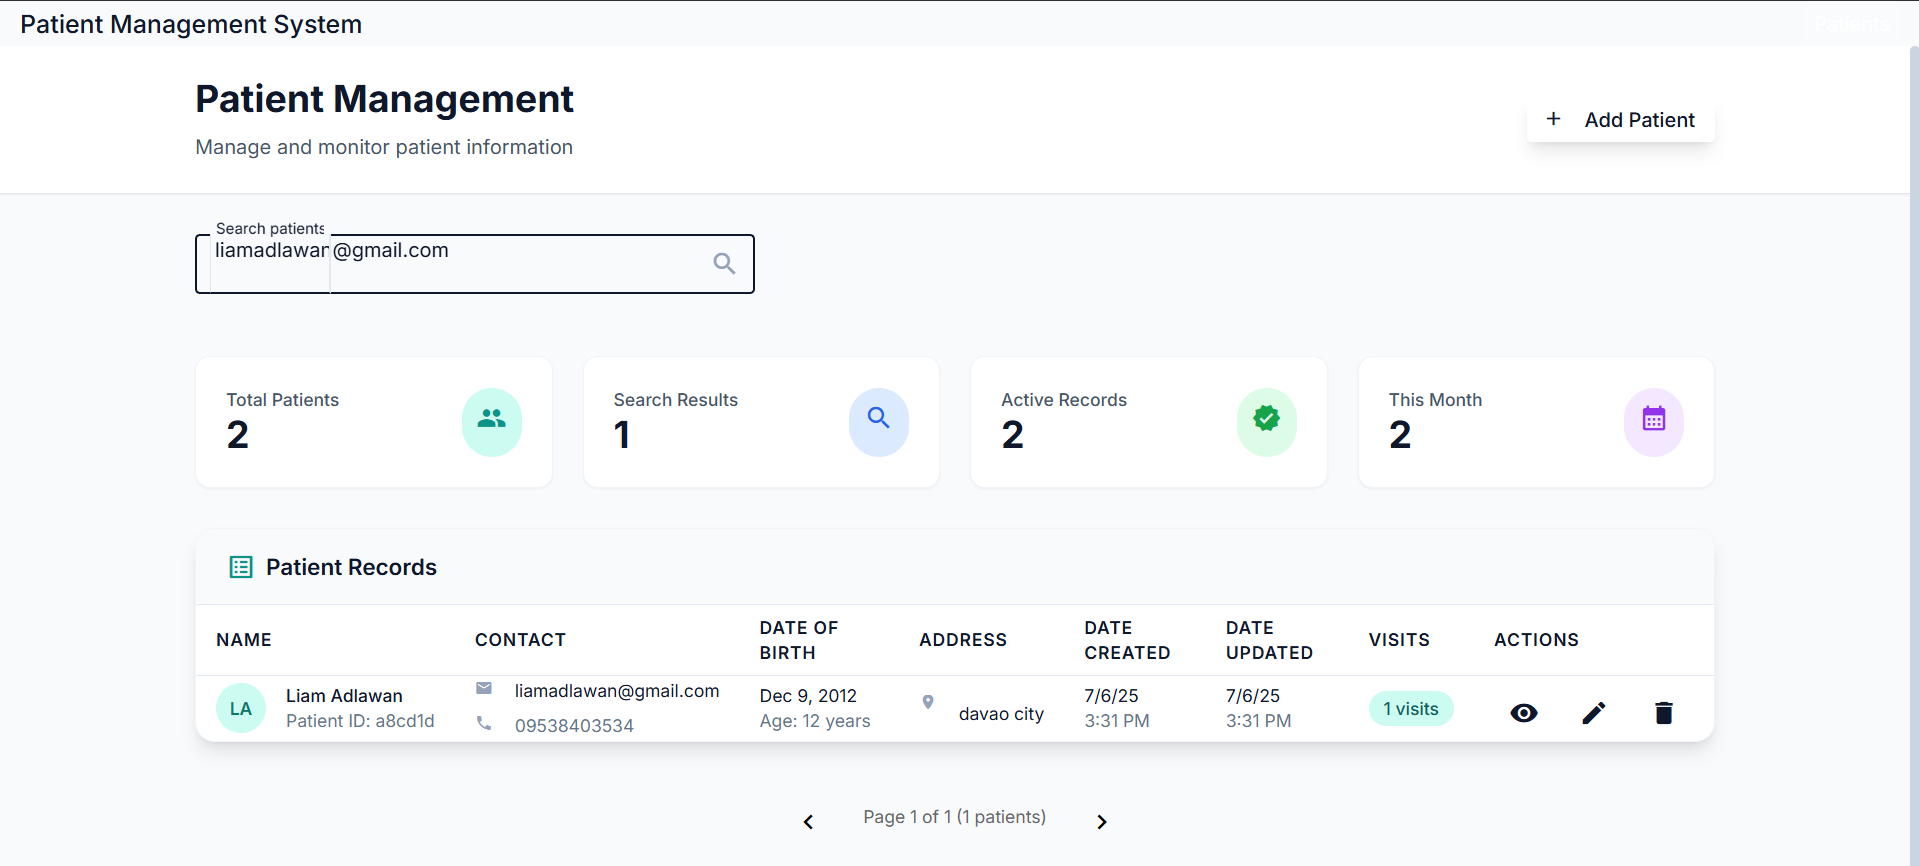 Patient Management System
Patients
Patient Management
Manage and monitor patient information
+ Add Patient
Search patients
liamadlawan@gmail.com
Total Patients
2
Search Results
1
Active Records
2
This Month
2
Patient Records
NAME
CONTACT
DATE OF
BIRTH
ADDRESS
DATE
CREATED
DATE
UPDATED
VISITS
ACTIONS
LA
Liam Adlawan
Patient ID: a8cd1d
liamadlawan@gmail.com
09538403534
Dec 9, 2012
Age: 12 years
davao city
7/6/25
3:31 PM
7/6/25
3:31 PM
1 visits
Page 1 of 1 (1 patients)